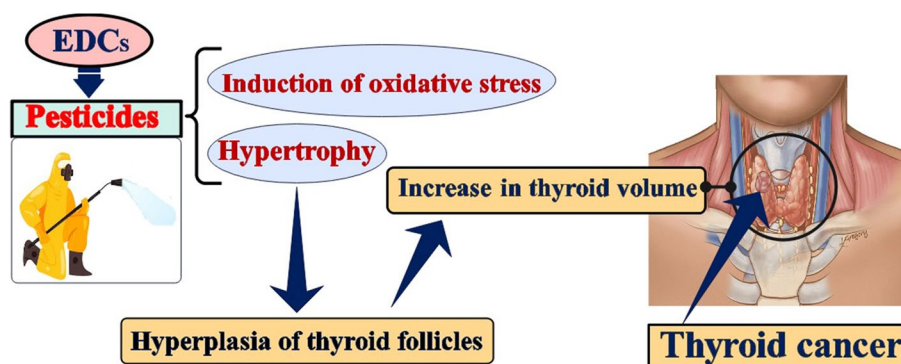 EDCs
Pesticides
Induction of oxidative stress
Hypertrophy
Increase in thyroid volume
Hyperplasia of thyroid follicles
Thyroid cancer